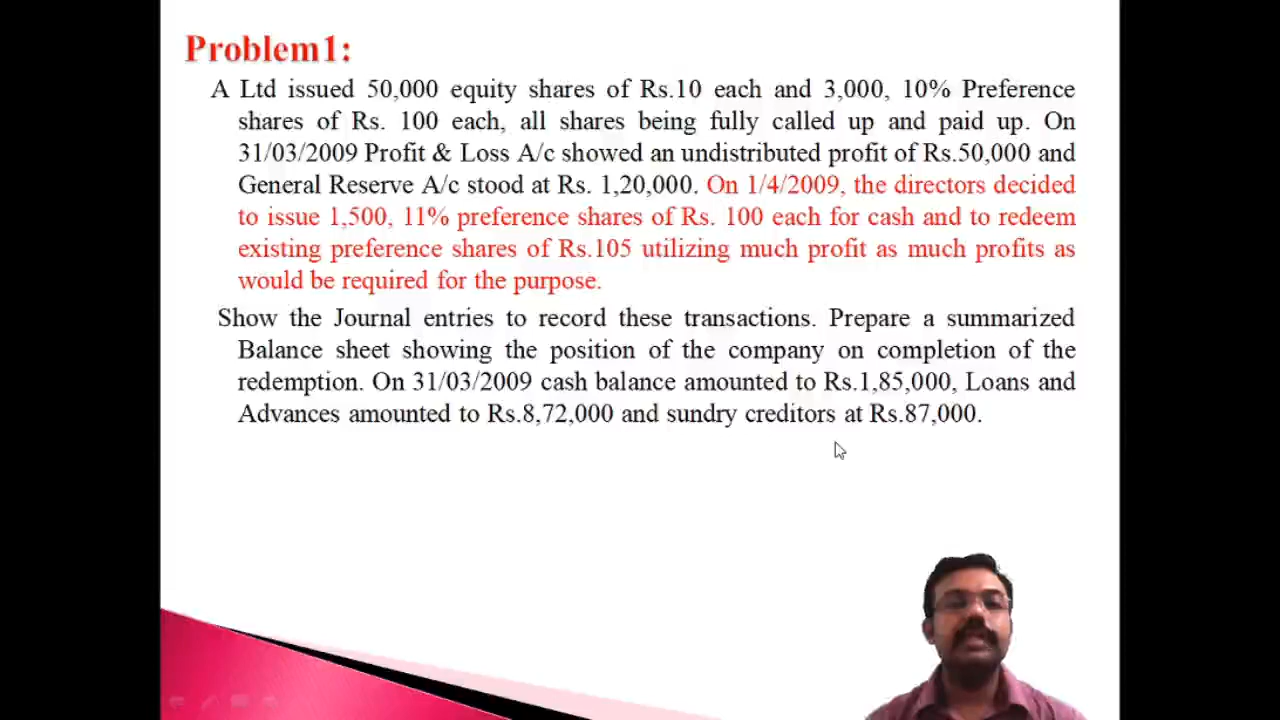 Problem1:
A Ltd issued 50,000 equity shares of Rs.10 each and 3,000, 10% Preference
shares of Rs. 100 each, all shares being fully called up and paid up. On
31/03/2009 Profit & Loss A/c showed an undistributed profit of Rs.50,000 and
General Reserve A/c stood at Rs. 1,20,000. On 1/4/2009, the directors decided
to issue 1,500, 11% preference shares of Rs. 100 each for cash and to redeem
existing preference shares of Rs.105 utilizing much profit as much profits as
would be required for the purpose.
Show the Journal entries to record these transactions. Prepare a summarized
Balance sheet showing the position of the company on completion of the
redemption. On 31/03/2009 cash balance amounted to Rs.1,85,000, Loans and
Advances amounted to Rs.8,72,000 and sundry creditors at Rs.87,000.